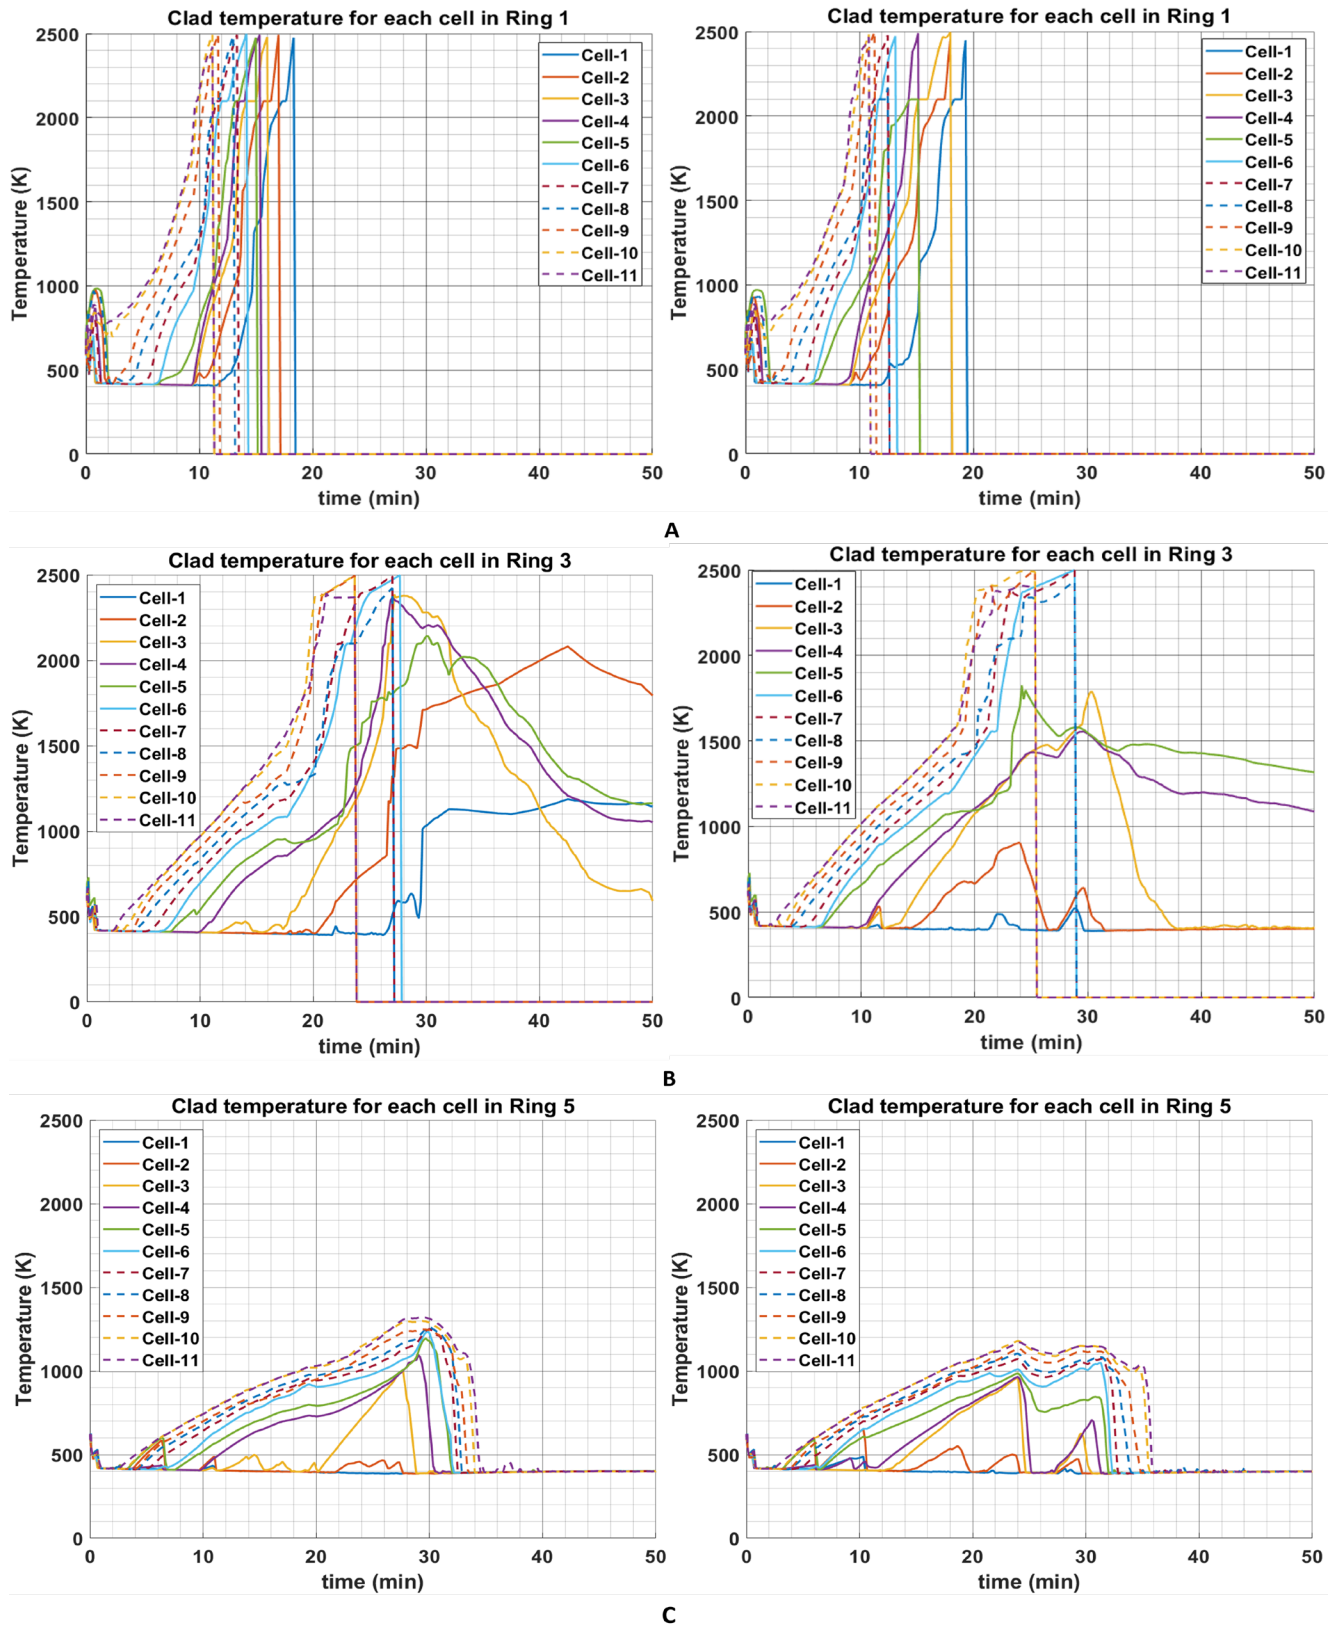 Clad temperature for each cell in Ring 1
Temperature (K)
2500
2000
1500
1000
500
0
0 10 20 30 40 50
time (min)
Cell-1
Cell-2
Cell-3
Cell-4
Cell-5
Cell-6
Cell-7
Cell-8
Cell-9
Cell-10
Cell-11
Clad temperature for each cell in Ring 1
Temperature (K)
2500
2000
1500
1000
500
0
0 10 20 30 40 50
time (min)
Cell-1
Cell-2
Cell-3
Cell-4
Cell-5
Cell-6
Cell-7
Cell-8
Cell-9
Cell-10
Cell-11
A
Clad temperature for each cell in Ring 3
Temperature (K)
2500
2000
1500
1000
500
0
0 10 20 30 40 50
time (min)
Cell-1
Cell-2
Cell-3
Cell-4
Cell-5
Cell-6
Cell-7
Cell-8
Cell-9
Cell-10
Cell-11
Clad temperature for each cell in Ring 3
Temperature (K)
2500
2000
1500
1000
500
0
0 10 20 30 40 50
time (min)
Cell-1
Cell-2
Cell-3
Cell-4
Cell-5
Cell-6
Cell-7
Cell-8
Cell-9
Cell-10
Cell-11
B
Clad temperature for each cell in Ring 5
Temperature (K)
2500
2000
1500
1000
500
0
0 10 20 30 40 50
time (min)
Cell-1
Cell-2
Cell-3
Cell-4
Cell-5
Cell-6
Cell-7
Cell-8
Cell-9
Cell-10
Cell-11
Clad temperature for each cell in Ring 5
Temperature (K)
2500
2000
1500
1000
500
0
0 10 20 30 40 50
time (min)
Cell-1
Cell-2
Cell-3
Cell-4
Cell-5
Cell-6
Cell-7
Cell-8
Cell-9
Cell-10
Cell-11
C